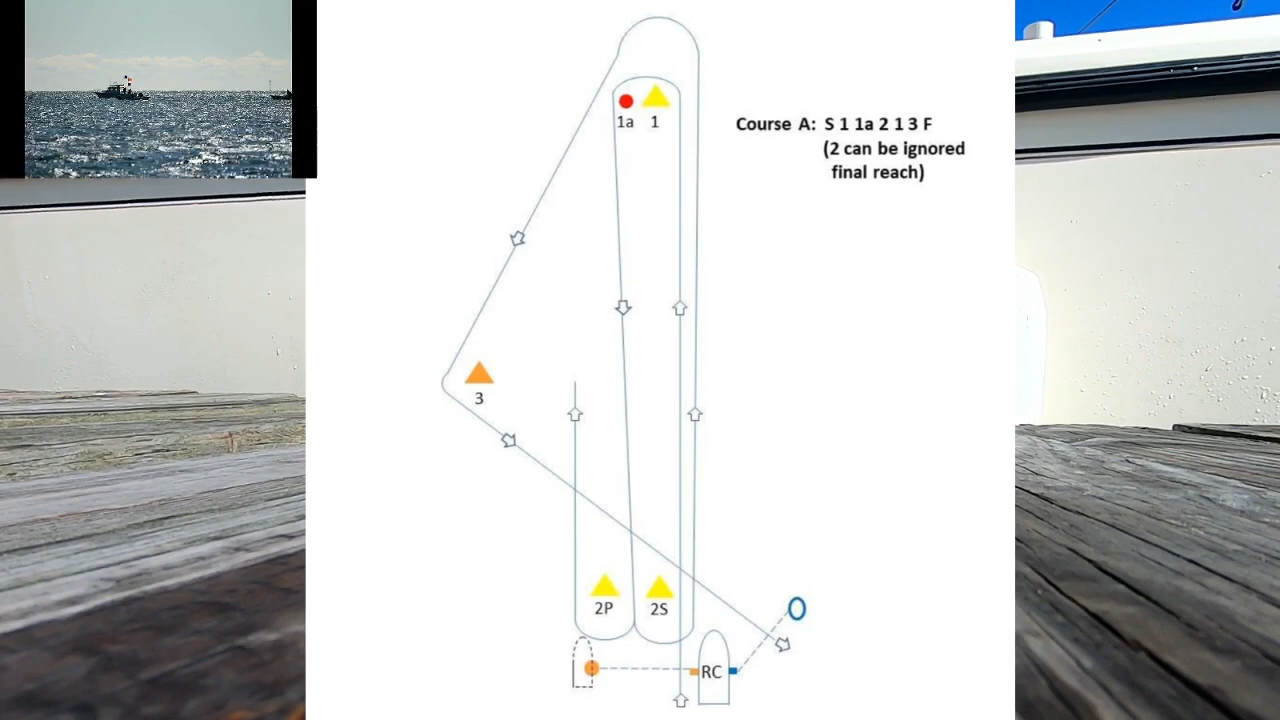 1a
1
Course A: S 1 1a 2 1 3 F
(2 can be ignored
final reach)
3
2P
2S
RC